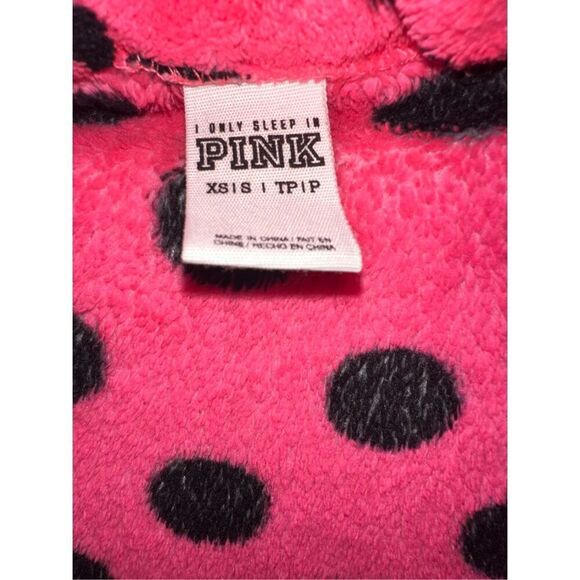 I ONLY SLEEP IN
PINK
XS|S | TP|P
MADE IN CHINA / FAIT EN
CHINE / HECHO EN CHINA